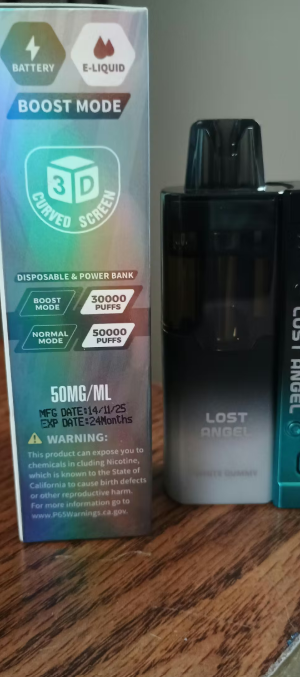 BATTERY
E-LIQUID
BOOST MODE
3D
CURVED SCREEN
DISPOSABLE & POWER BANK
BOOST MODE
30000 PUFFS
NORMAL MODE
50000 PUFFS
50MG/ML
MFG DATE:14/11/25
EXP DATE:24Months
WARNING:
This product can expose you to
chemicals in cluding Nicotine,
which is known to the State of
California to cause birth defects
or other reproductive harm.
For more information go to
www.P65Warnings.ca.gov.
LOST
ANGEL
LOST ANGEL